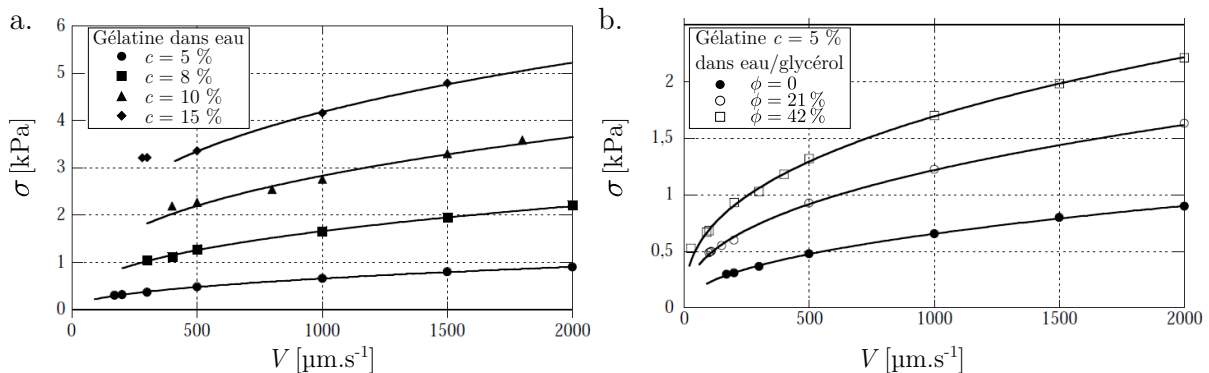 a.
6
5
4
3
2
1
0
σ [kPa]
Gélatine dans eau
c = 5 %
c = 8 %
c = 10 %
c = 15 %
0 500 1000 1500 2000
V [µm.s-1]
b.
2
1,5
1
0,5
0
σ [kPa]
Gélatine c = 5 %
dans eau/glycérol
ϕ = 0
ϕ = 21 %
ϕ = 42 %
0 500 1000 1500 2000
V [µm.s-1]